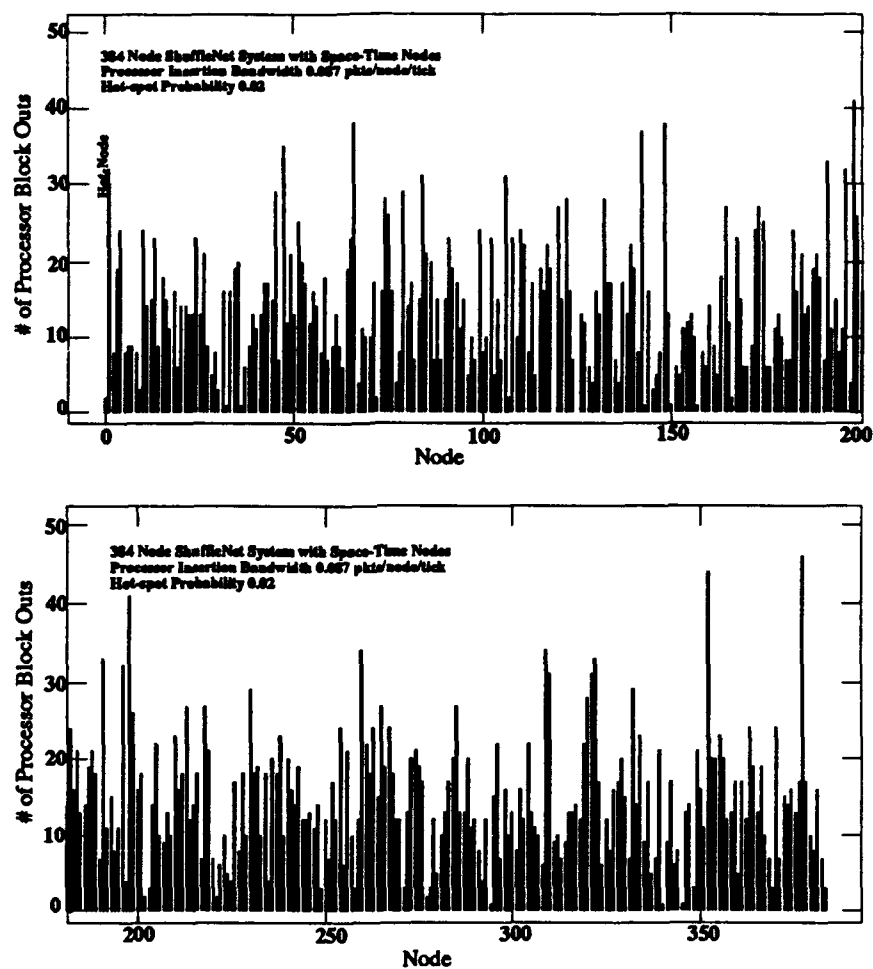 50
384 Node ShuffleNet System with Space-Time Nodes
Processor Insertion Bandwidth 0.057 pkts/node/tick
Hot-spot Probability 0.02
40
Hot Node
30
20
10
0
# of Processor Block Outs
0 50 100 150 200
Node
50
384 Node ShuffleNet System with Space-Time Nodes
Processor Insertion Bandwidth 0.057 pkts/node/tick
Hot-spot Probability 0.02
40
30
20
10
0
# of Processor Block Outs
200 250 300 350
Node